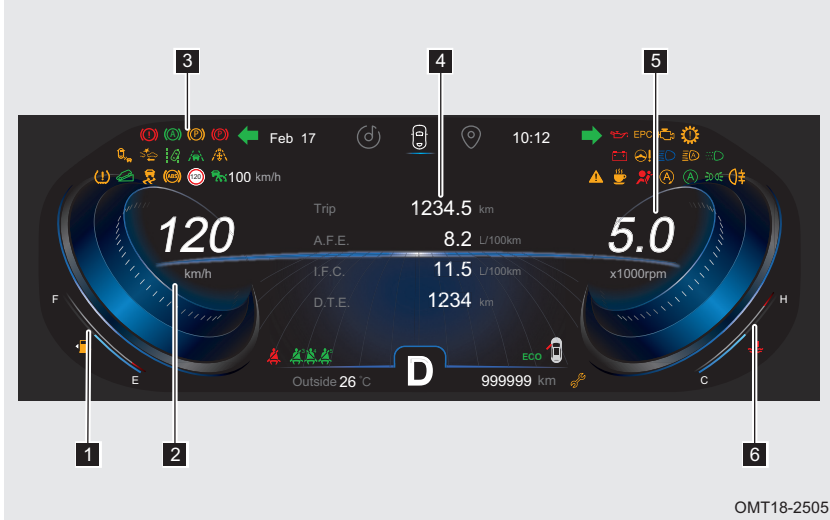 3 4 5
Feb 17 10:12 EPC
120 100 km/h
Trip 1234.5 km
120 A.F.E. 8.2 L/100km 5.0
km/h I.F.C. 11.5 L/100km x1000rpm
D.T.E. 1234 km
F H
E ECO C
Outside 26 °C D 999999 km
1 2 6
OMT18-2505